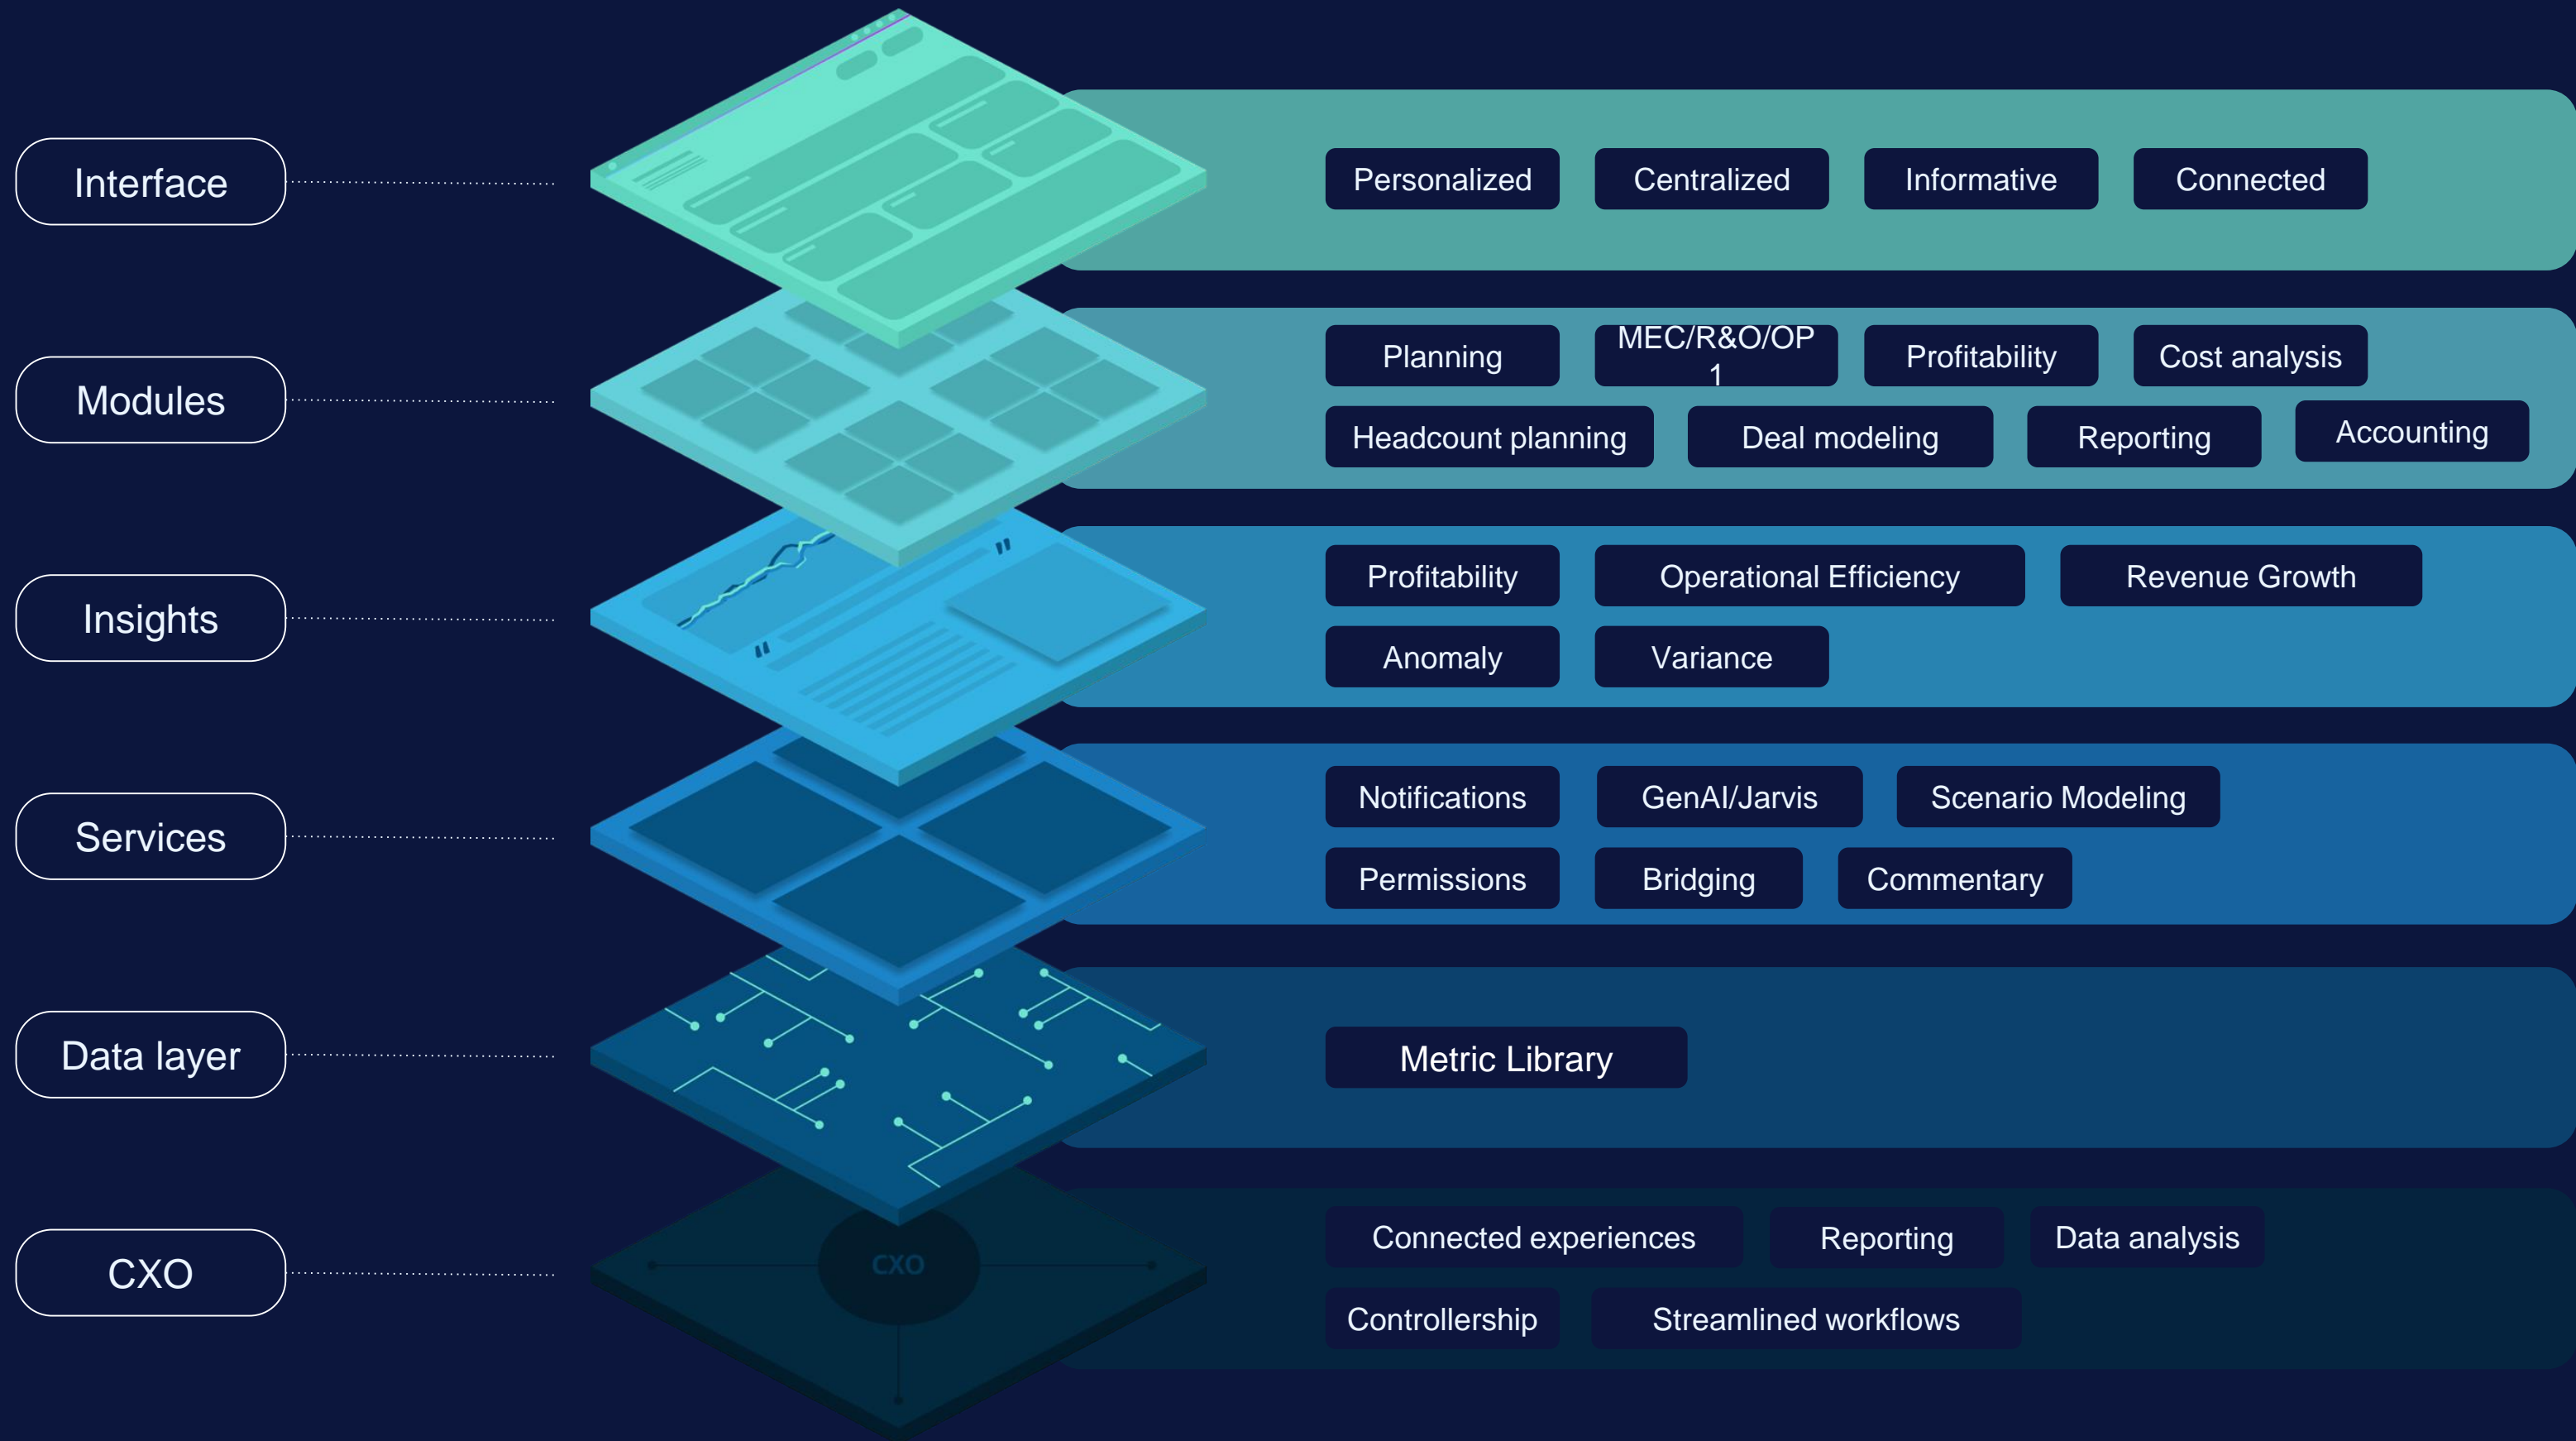 Interface
Personalized
Centralized
Informative
Connected
Modules
Planning
MEC/R&O/OP
1
Profitability
Cost analysis
Headcount planning
Deal modeling
Reporting
Accounting
Insights
Profitability
Operational Efficiency
Revenue Growth
Anomaly
Variance
Services
Notifications
GenAI/Jarvis
Scenario Modeling
Permissions
Bridging
Commentary
Data layer
Metric Library
CXO
CXO
Connected experiences
Reporting
Data analysis
Controllership
Streamlined workflows